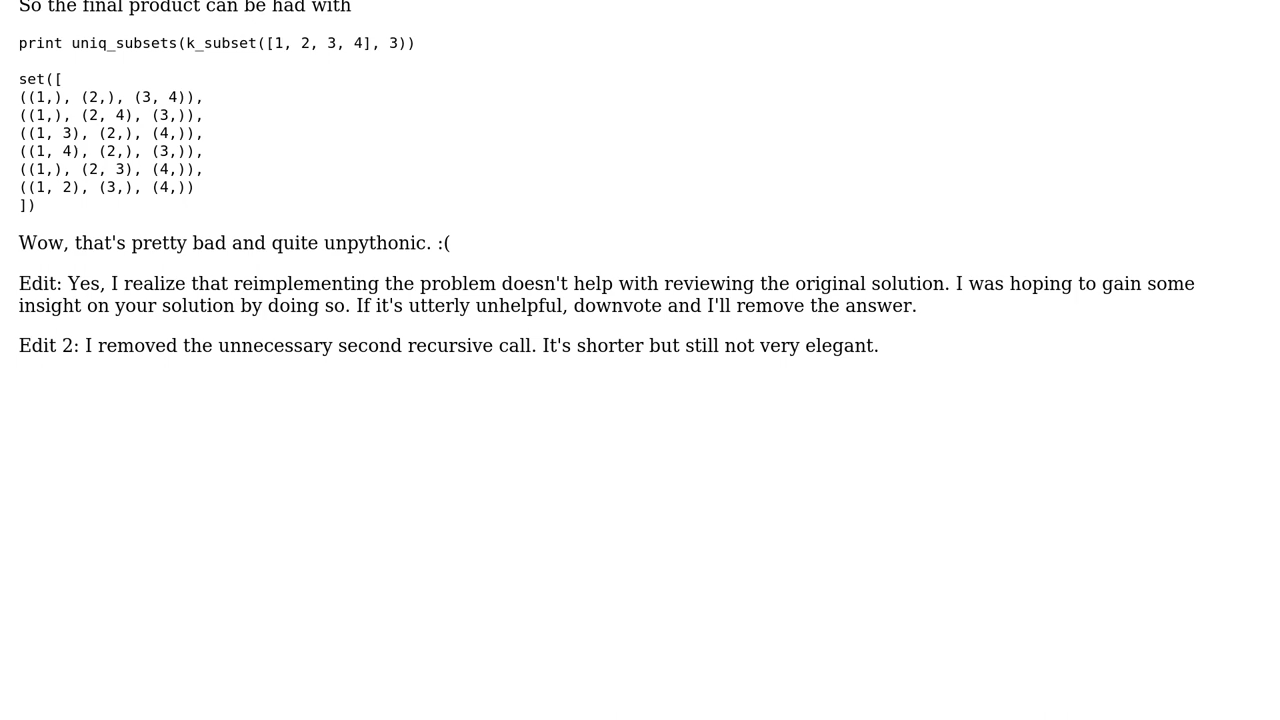 So the final product can be had with
print uniq_subsets(k_subset([1, 2, 3, 4], 3))
set([
((1,), (2,), (3, 4)),
((1,), (2, 4), (3,)),
((1, 3), (2,), (4,)),
((1, 4), (2,), (3,)),
((1,), (2, 3), (4,)),
((1, 2), (3,), (4,))
])
Wow, that's pretty bad and quite unpythonic. :(
Edit: Yes, I realize that reimplementing the problem doesn't help with reviewing the original solution. I was hoping to gain some
insight on your solution by doing so. If it's utterly unhelpful, downvote and I'll remove the answer.
Edit 2: I removed the unnecessary second recursive call. It's shorter but still not very elegant.